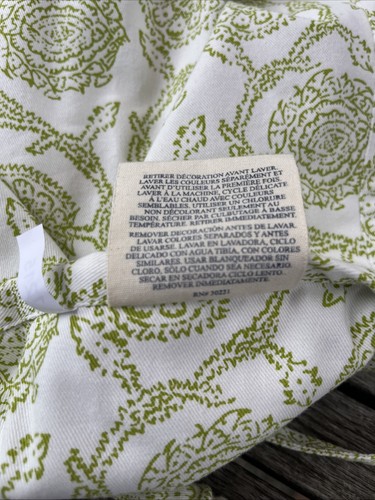 RETIRER DÉCORATION AVANT LAVER.
LAVER LES COULEURS SÉPARÉMENT ET
AVANT D'UTILISER LA PREMIÈRE FOIS,
LAVER À LA MACHINE, CYCLE DÉLICATE
À L'EAU CHAUD AVEC COULEURS
SEMBLABLES, UTILISER UN CHLORURE
NON DÉCOLORANT SEULEMENT AU
BESOIN. SÉCHER PAR CULBUTAGE À BASSE
TEMPÉRATURE RETIRER IMMÉDIATEMENT.
REMOVER DECORACIÓN ANTES DE LAVAR.
LAVAR COLORES SEPARADOS Y ANTES
DE USARSE. LAVAR EN LAVADORA, CICLO
DELICADO CON AGUA TIBIA, CON COLORES
SIMILARES. USAR BLANQUEADOR SIN
CLORO, SÓLO CUANDO SEA NECESARIO.
SECAR EN SECADORA CICLO LENTO.
REMOVER INMEDIATAMENTE.
RN# 50231